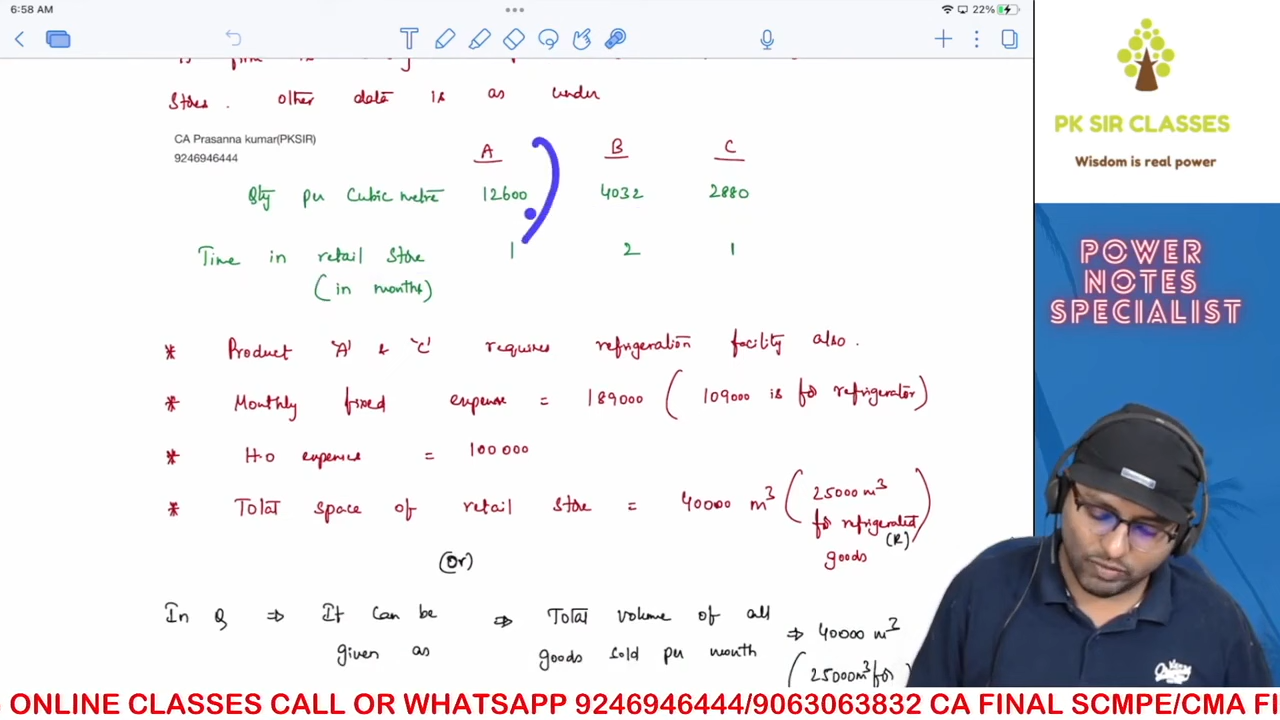 6:58 AM
22%
Store. Other data is as under
CA Prasanna kumar(PKSIR)
9246946444
A B C
Qty per Cubic metre 12600 4032 2880
Time in retail Store 1 2 1
(in months)
* Product 'A' & 'C' requires refrigeration facility also.
* Monthly fixed expense = 189000 (109000 is for refrigerator)
* H.o expenses = 100000
* Total space of retail store = 40000 m³ (25000 m³
for refrigerated
(R)
goods)
(or)
In Q ⇒ It can be ⇒ Total volume of all
given as goods sold per month ⇒ 40000 m³
(25000m³ for
PK SIR CLASSES
Wisdom is real power
POWER
NOTES
SPECIALIST
ONLINE CLASSES CALL OR WHATSAPP 9246946444/9063063832 CA FINAL SCMPE/CMA FI